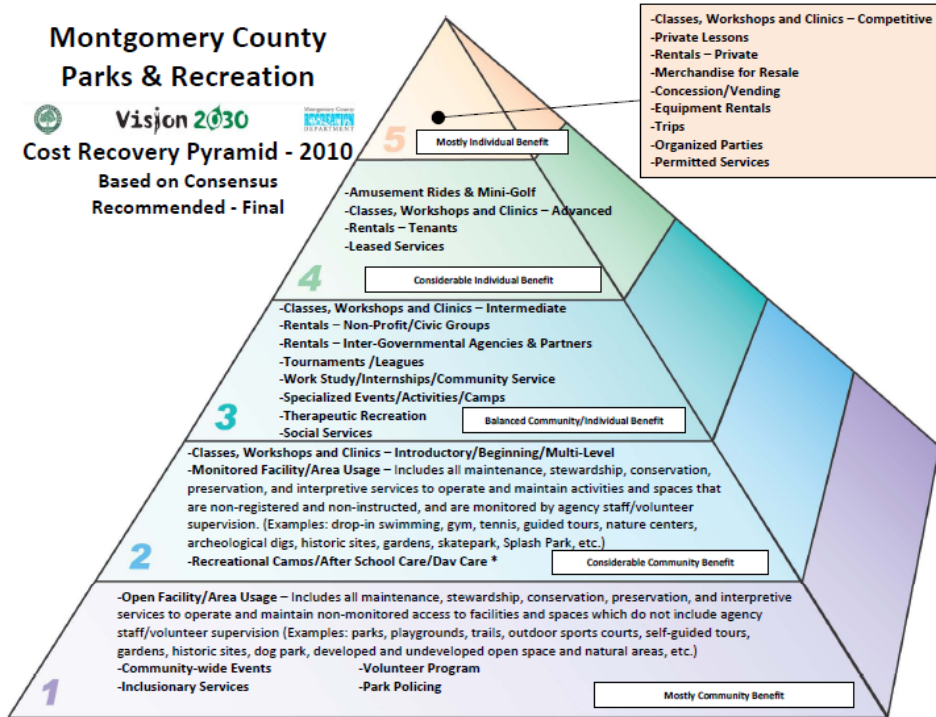 Montgomery County
Parks & Recreation
Vision 2030
Montgomery County
RECREATION
DEPARTMENT
Cost Recovery Pyramid - 2010
Based on Consensus
Recommended - Final
-Classes, Workshops and Clinics – Competitive
-Private Lessons
-Rentals – Private
-Merchandise for Resale
-Concession/Vending
-Equipment Rentals
-Trips
-Organized Parties
-Permitted Services
5
Mostly Individual Benefit
-Amusement Rides & Mini-Golf
-Classes, Workshops and Clinics – Advanced
-Rentals – Tenants
-Leased Services
4
Considerable Individual Benefit
-Classes, Workshops and Clinics – Intermediate
-Rentals – Non-Profit/Civic Groups
-Rentals – Inter-Governmental Agencies & Partners
-Tournaments /Leagues
-Work Study/Internships/Community Service
-Specialized Events/Activities/Camps
-Therapeutic Recreation
-Social Services
3
Balanced Community/Individual Benefit
-Classes, Workshops and Clinics – Introductory/Beginning/Multi-Level
-Monitored Facility/Area Usage – Includes all maintenance, stewardship, conservation,
preservation, and interpretive services to operate and maintain activities and spaces that
are non-registered and non-instructed, and are monitored by agency staff/volunteer
supervision. (Examples: drop-in swimming, gym, tennis, guided tours, nature centers,
archeological digs, historic sites, gardens, skatepark, Splash Park, etc.)
-Recreational Camps/After School Care/Day Care *
2
Considerable Community Benefit
-Open Facility/Area Usage – Includes all maintenance, stewardship, conservation, preservation, and interpretive
services to operate and maintain non-monitored access to facilities and spaces which do not include agency
staff/volunteer supervision (Examples: parks, playgrounds, trails, outdoor sports courts, self-guided tours,
gardens, historic sites, dog park, developed and undeveloped open space and natural areas, etc.)
-Community-wide Events
-Volunteer Program
-Inclusionary Services
-Park Policing
1
Mostly Community Benefit